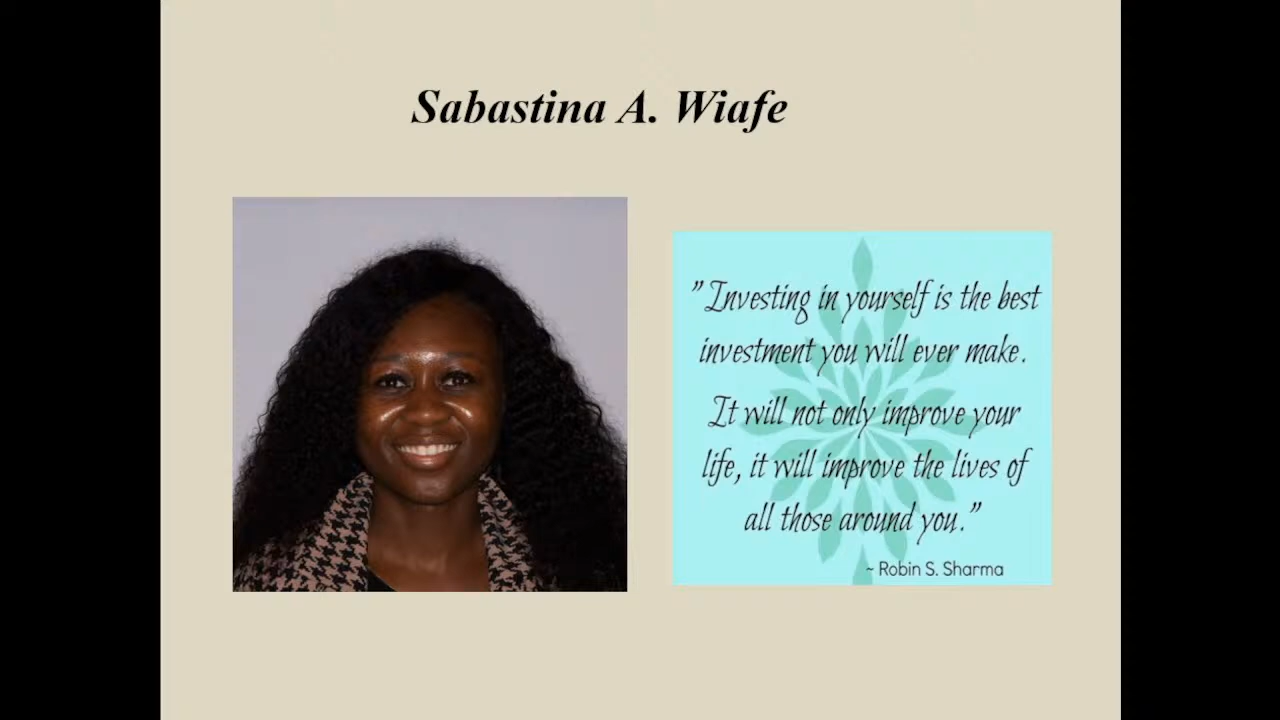 Sabastina A. Wiafe
"Investing in yourself is the best
investment you will ever make.
It will not only improve your
life, it will improve the lives of
all those around you."
~ Robin S. Sharma